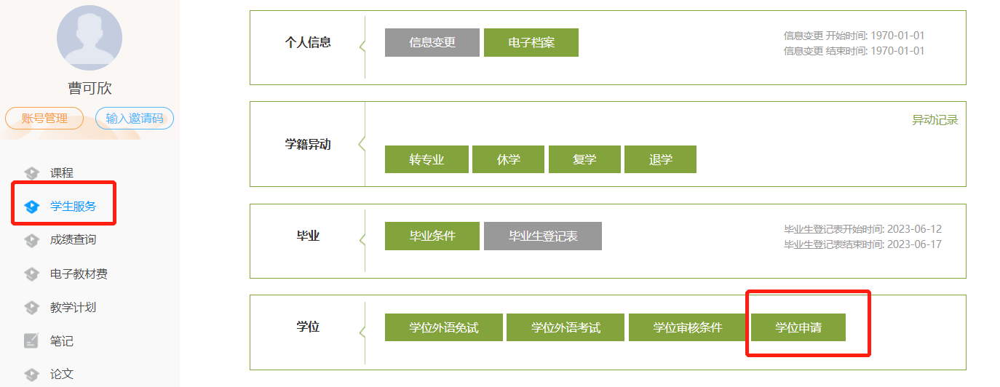 曹可欣
账号管理 输入邀请码
课程
学生服务
成绩查询
电子教材费
教学计划
笔记
论文
个人信息
信息变更 电子档案
信息变更 开始时间: 1970-01-01
信息变更 结束时间: 1970-01-01
异动记录
学籍异动
转专业 休学 复学 退学
毕业
毕业条件 毕业生登记表
毕业生登记表开始时间: 2023-06-12
毕业生登记表结束时间: 2023-06-17
学位
学位外语免试 学位外语考试 学位审核条件 学位申请